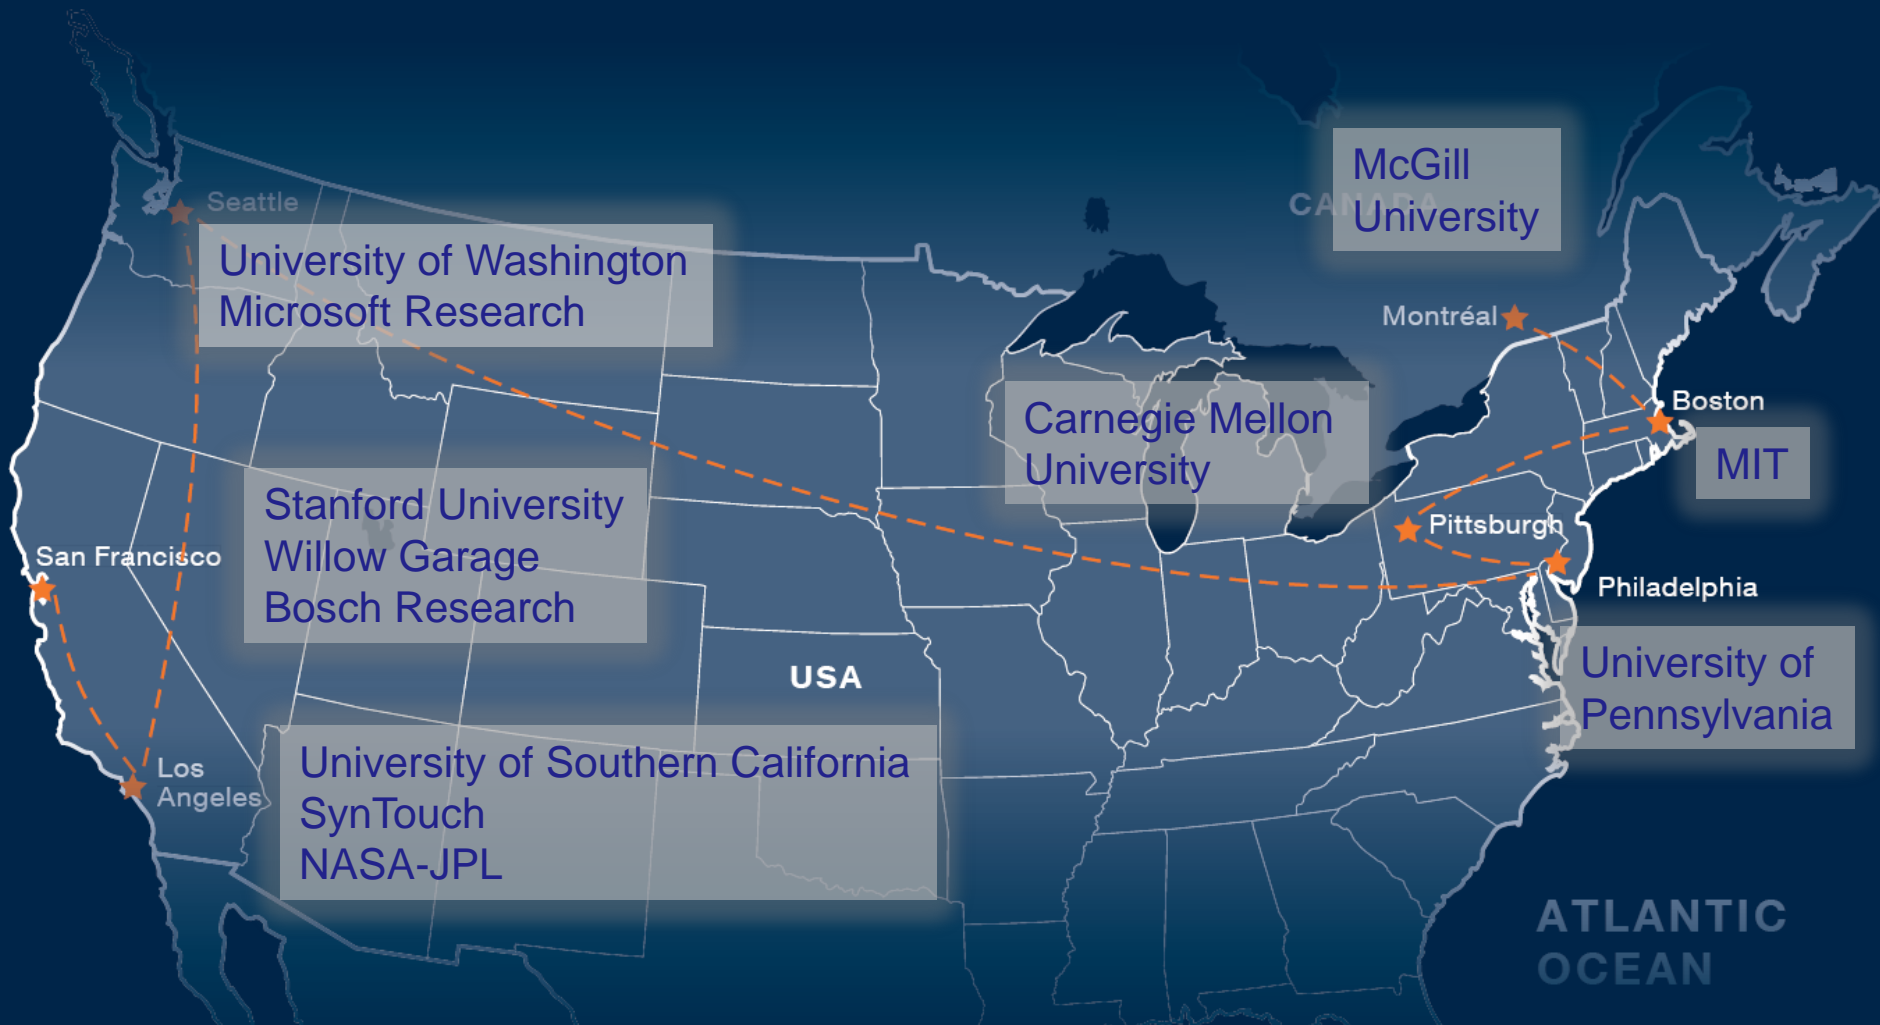 McGill
University
CANADA
Seattle
University of Washington
Microsoft Research
Montréal
Boston
Carnegie Mellon
University
MIT
Stanford University
Willow Garage
Bosch Research
Pittsburgh
San Francisco
Philadelphia
University of
Pennsylvania
USA
Los
Angeles
University of Southern California
SynTouch
NASA-JPL
ATLANTIC
OCEAN